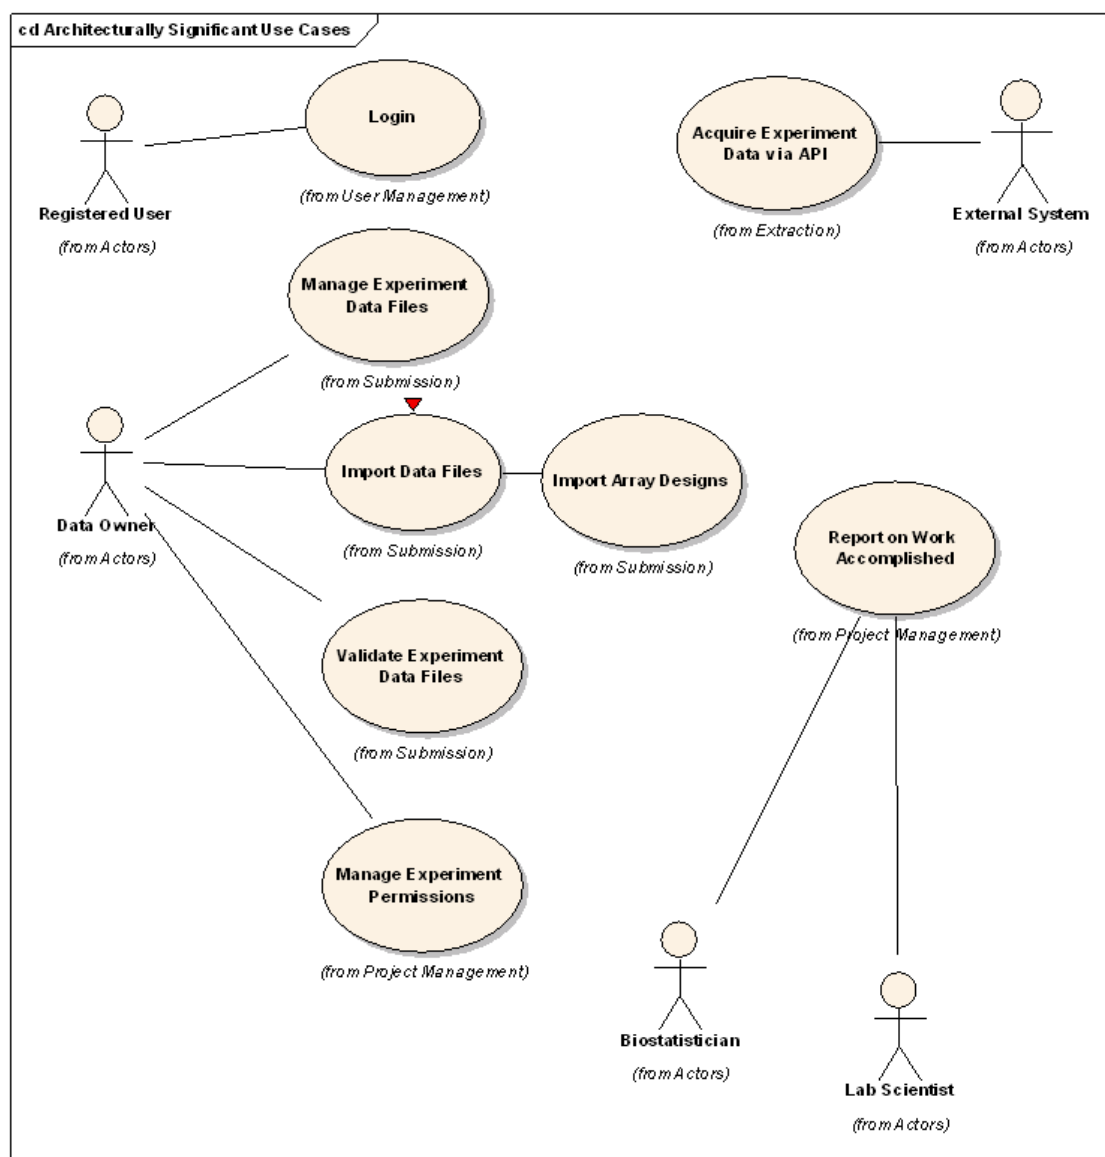 cd Architecturally Significant Use Cases
Login
(from User Management)
Registered User
(from Actors)
Acquire Experiment
Data via API
(from Extraction)
External System
(from Actors)
Manage Experiment
Data Files
(from Submission)
Data Owner
(from Actors)
Import Data Files
(from Submission)
Import Array Designs
(from Submission)
Report on Work
Accomplished
(from Project Management)
Validate Experiment
Data Files
(from Submission)
Manage Experiment
Permissions
(from Project Management)
Biostatistician
(from Actors)
Lab Scientist
(from Actors)